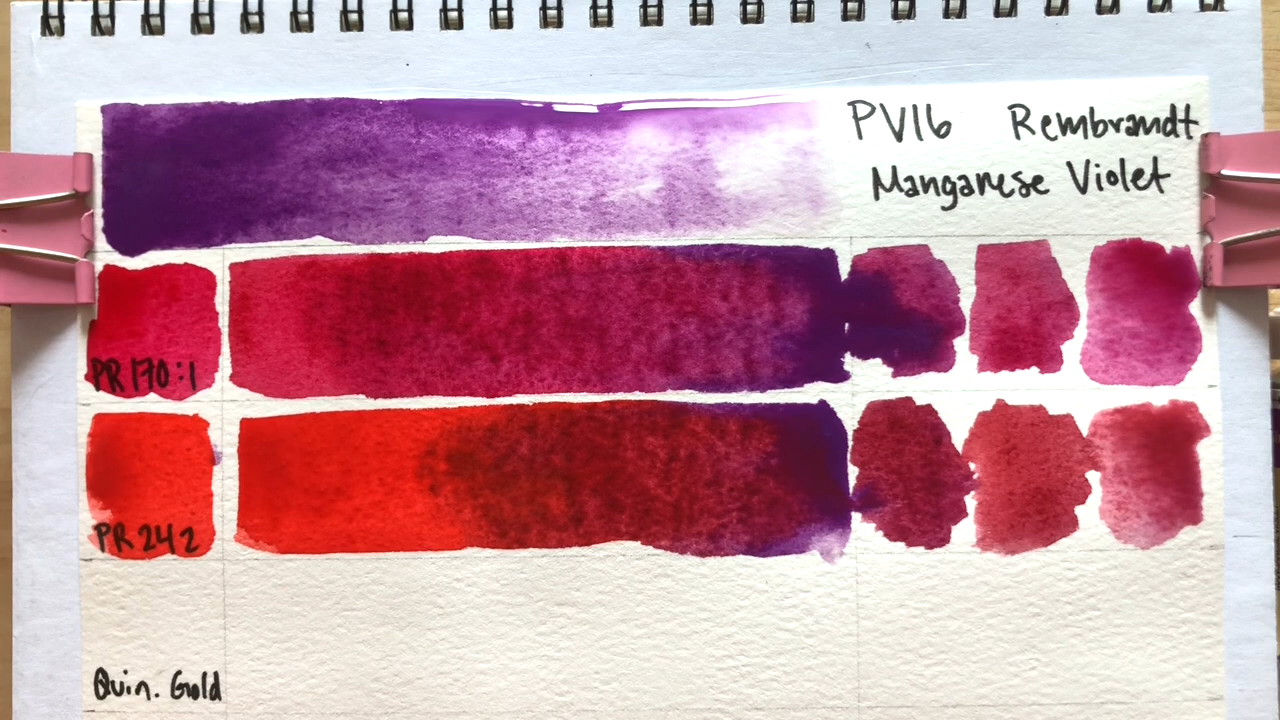 PV16 Rembrandt
Manganese Violet
PR170:1
PR242
Quin. Gold